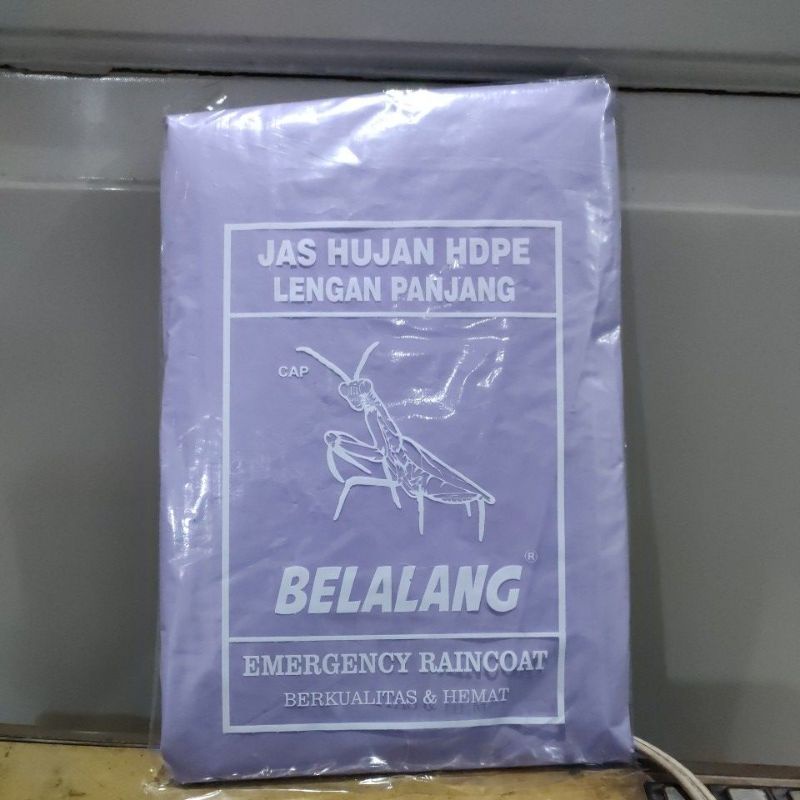 JAS HUJAN HDPE
LENGAN PANJANG
CAP
BELALANG ®
EMERGENCY RAINCOAT
BERKUALITAS & HEMAT